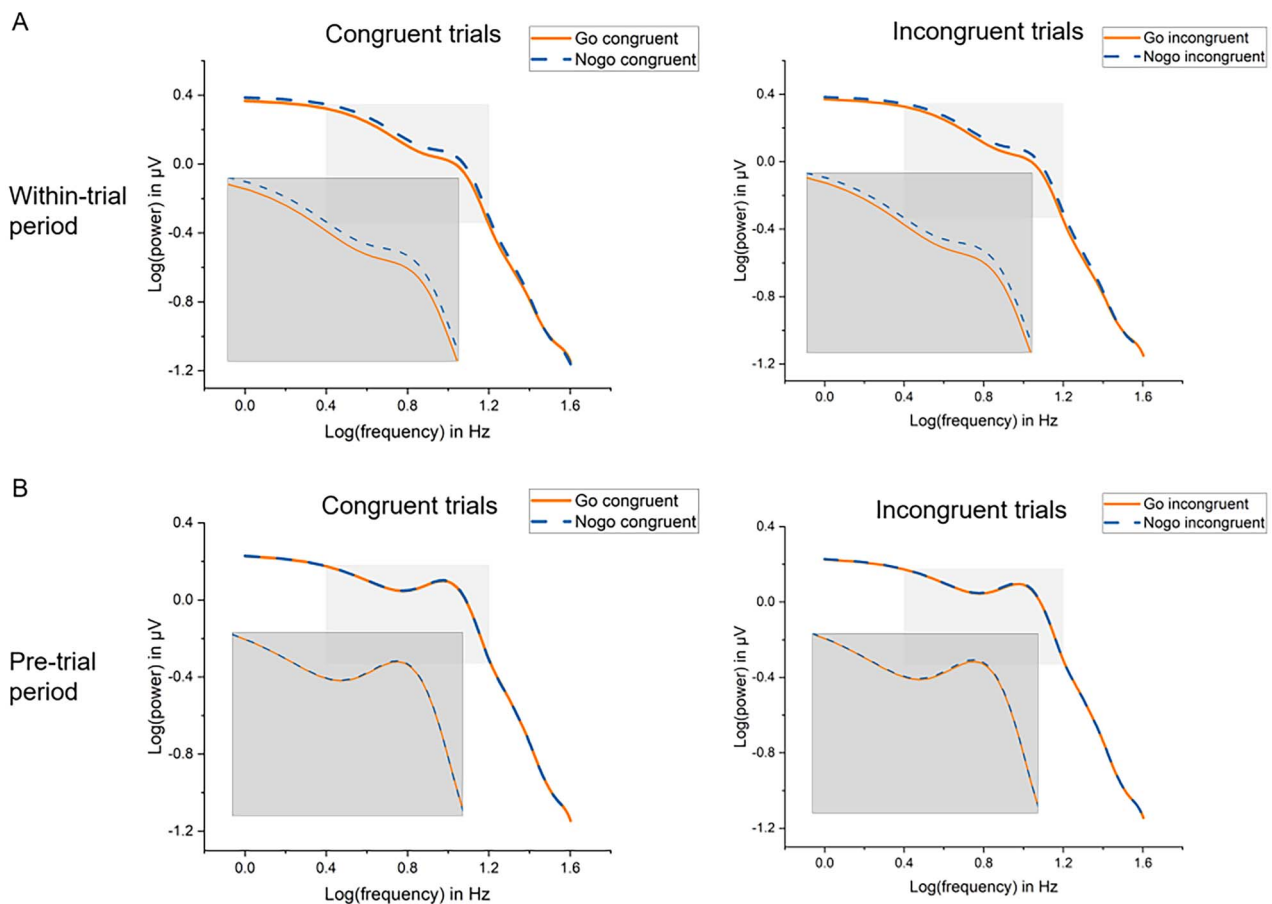 A
Congruent trials
Go congruent
Nogo congruent
Incongruent trials
Go incongruent
Nogo incongruent
Within-trial
period
Log(power) in µV
0.4
0.0
-0.4
-0.8
-1.2
0.0 0.4 0.8 1.2 1.6
Log(frequency) in Hz
Log(power) in µV
0.4
0.0
-0.4
-0.8
-1.2
0.0 0.4 0.8 1.2 1.6
Log(frequency) in Hz
B
Congruent trials
Go congruent
Nogo congruent
Incongruent trials
Go incongruent
Nogo incongruent
Pre-trial
period
Log(power) in µV
0.4
0.0
-0.4
-0.8
-1.2
0.0 0.4 0.8 1.2 1.6
Log(frequency) in Hz
Log(power) in µV
0.4
0.0
-0.4
-0.8
-1.2
0.0 0.4 0.8 1.2 1.6
Log(frequency) in Hz